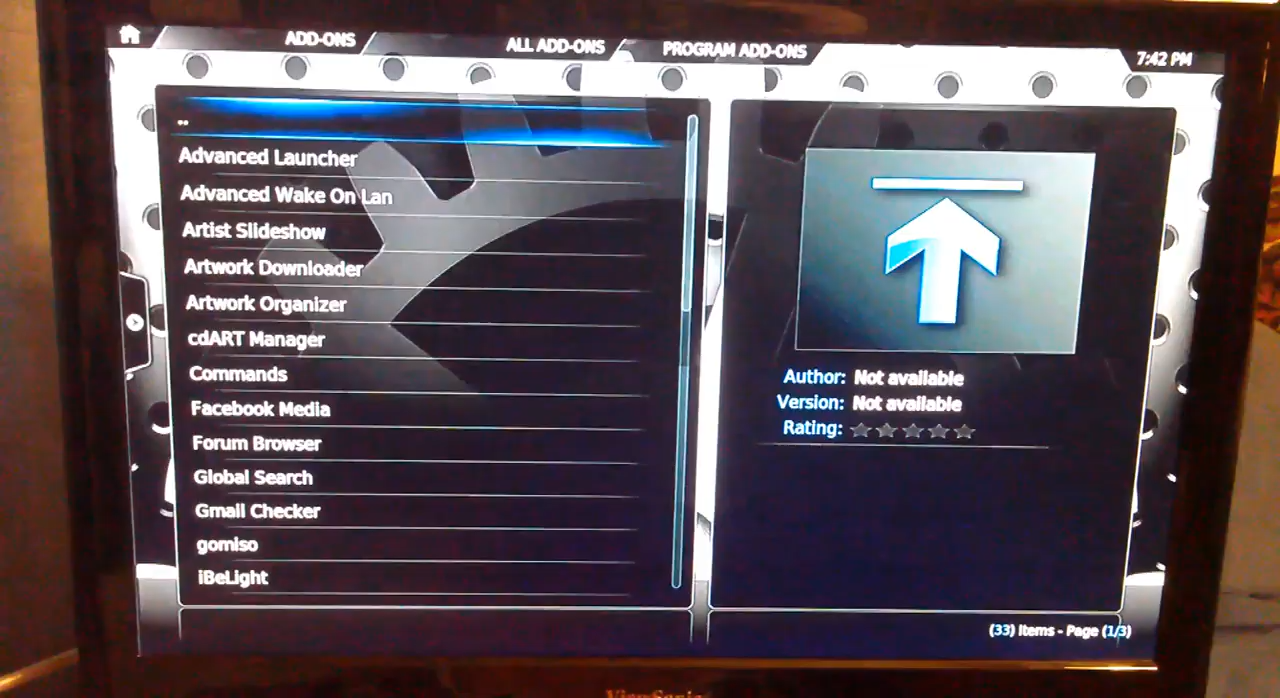 ADD-ONS
ALL ADD-ONS
PROGRAM ADD-ONS
7:42 PM
..
Advanced Launcher
Advanced Wake On Lan
Artist Slideshow
Artwork Downloader
Artwork Organizer
cdART Manager
Commands
Facebook Media
Forum Browser
Global Search
Gmail Checker
gomiso
iBeLight
Author: Not available
Version: Not available
Rating:
(33) Items - Page (1/3)
ViewSonic